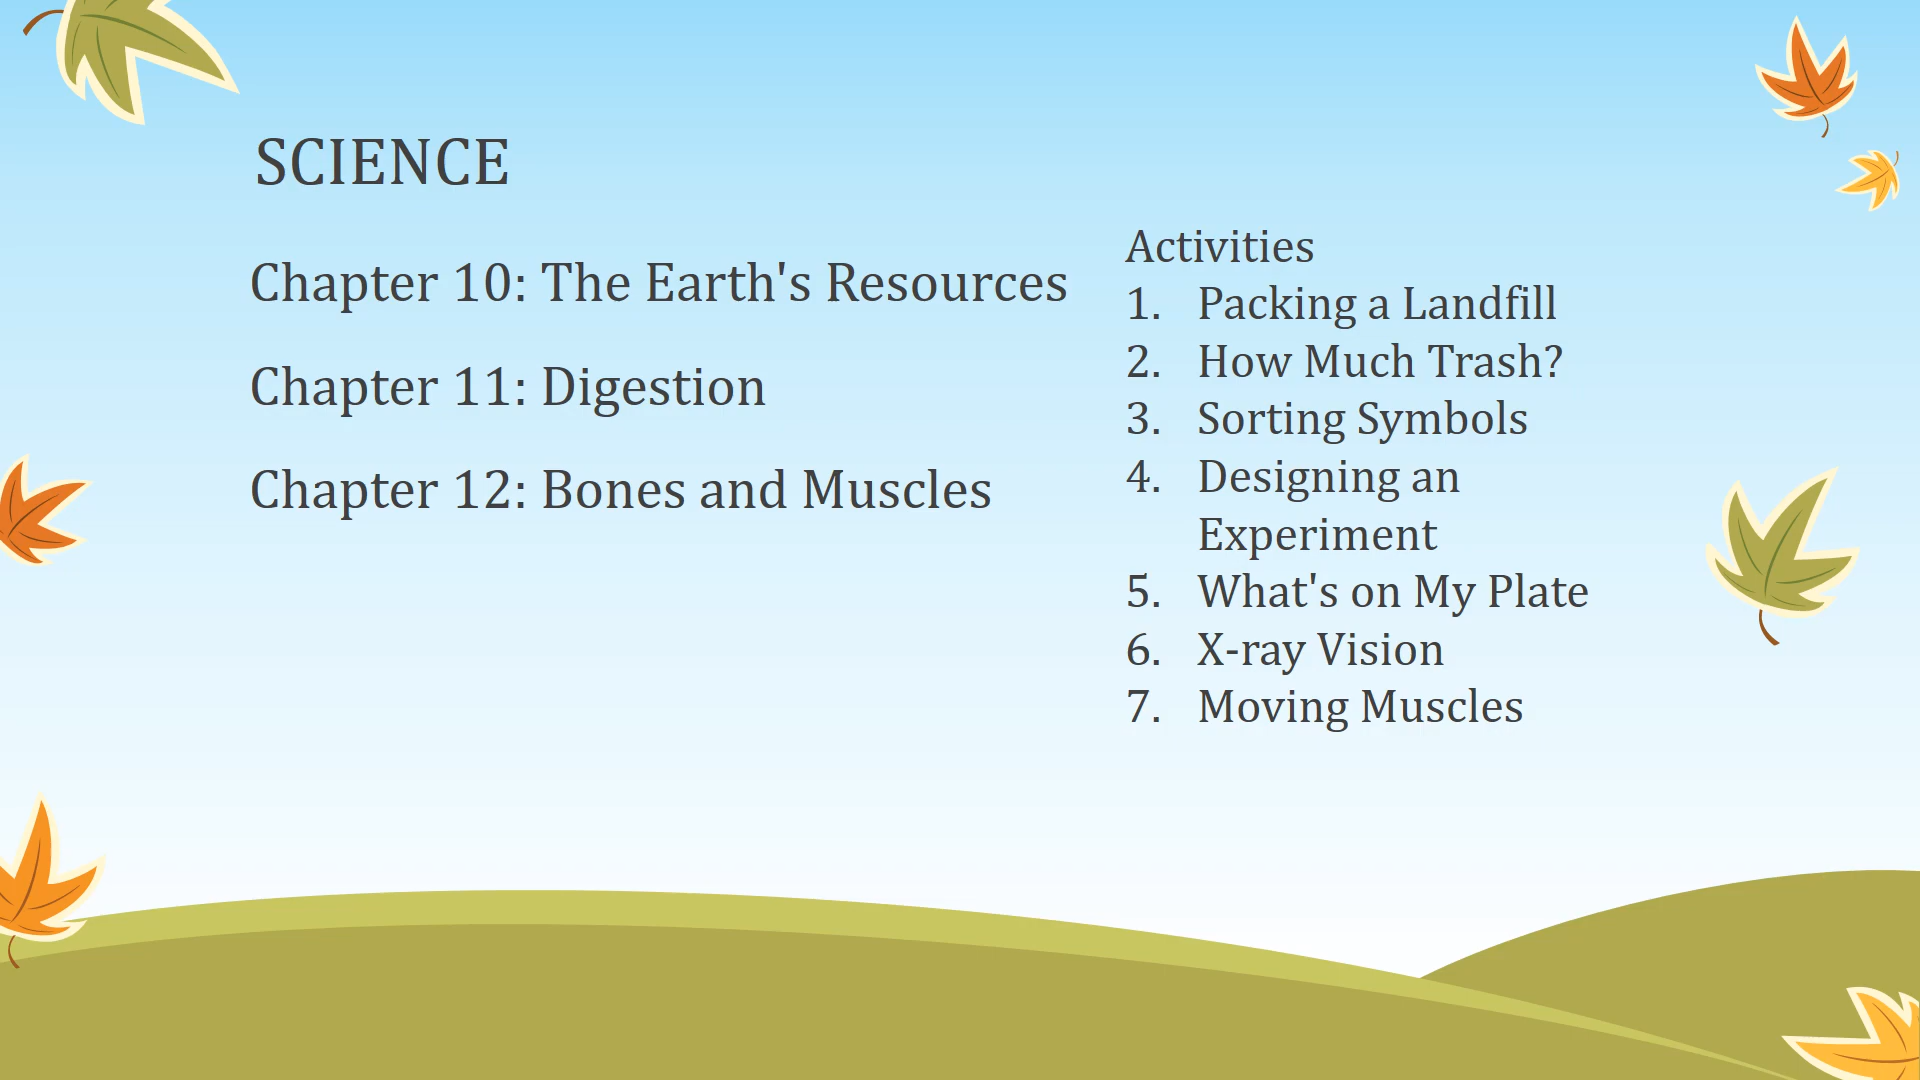 SCIENCE
Chapter 10: The Earth's Resources
Chapter 11: Digestion
Chapter 12: Bones and Muscles
Activities
1. Packing a Landfill
2. How Much Trash?
3. Sorting Symbols
4. Designing an
Experiment
5. What's on My Plate
6. X-ray Vision
7. Moving Muscles